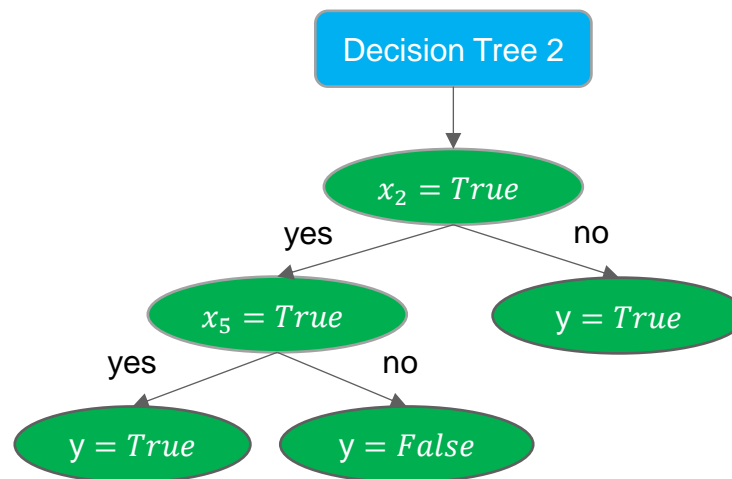 Decision Tree 2
x₂ = True
yes
no
x₅ = True
y = True
yes
no
y = True
y = False